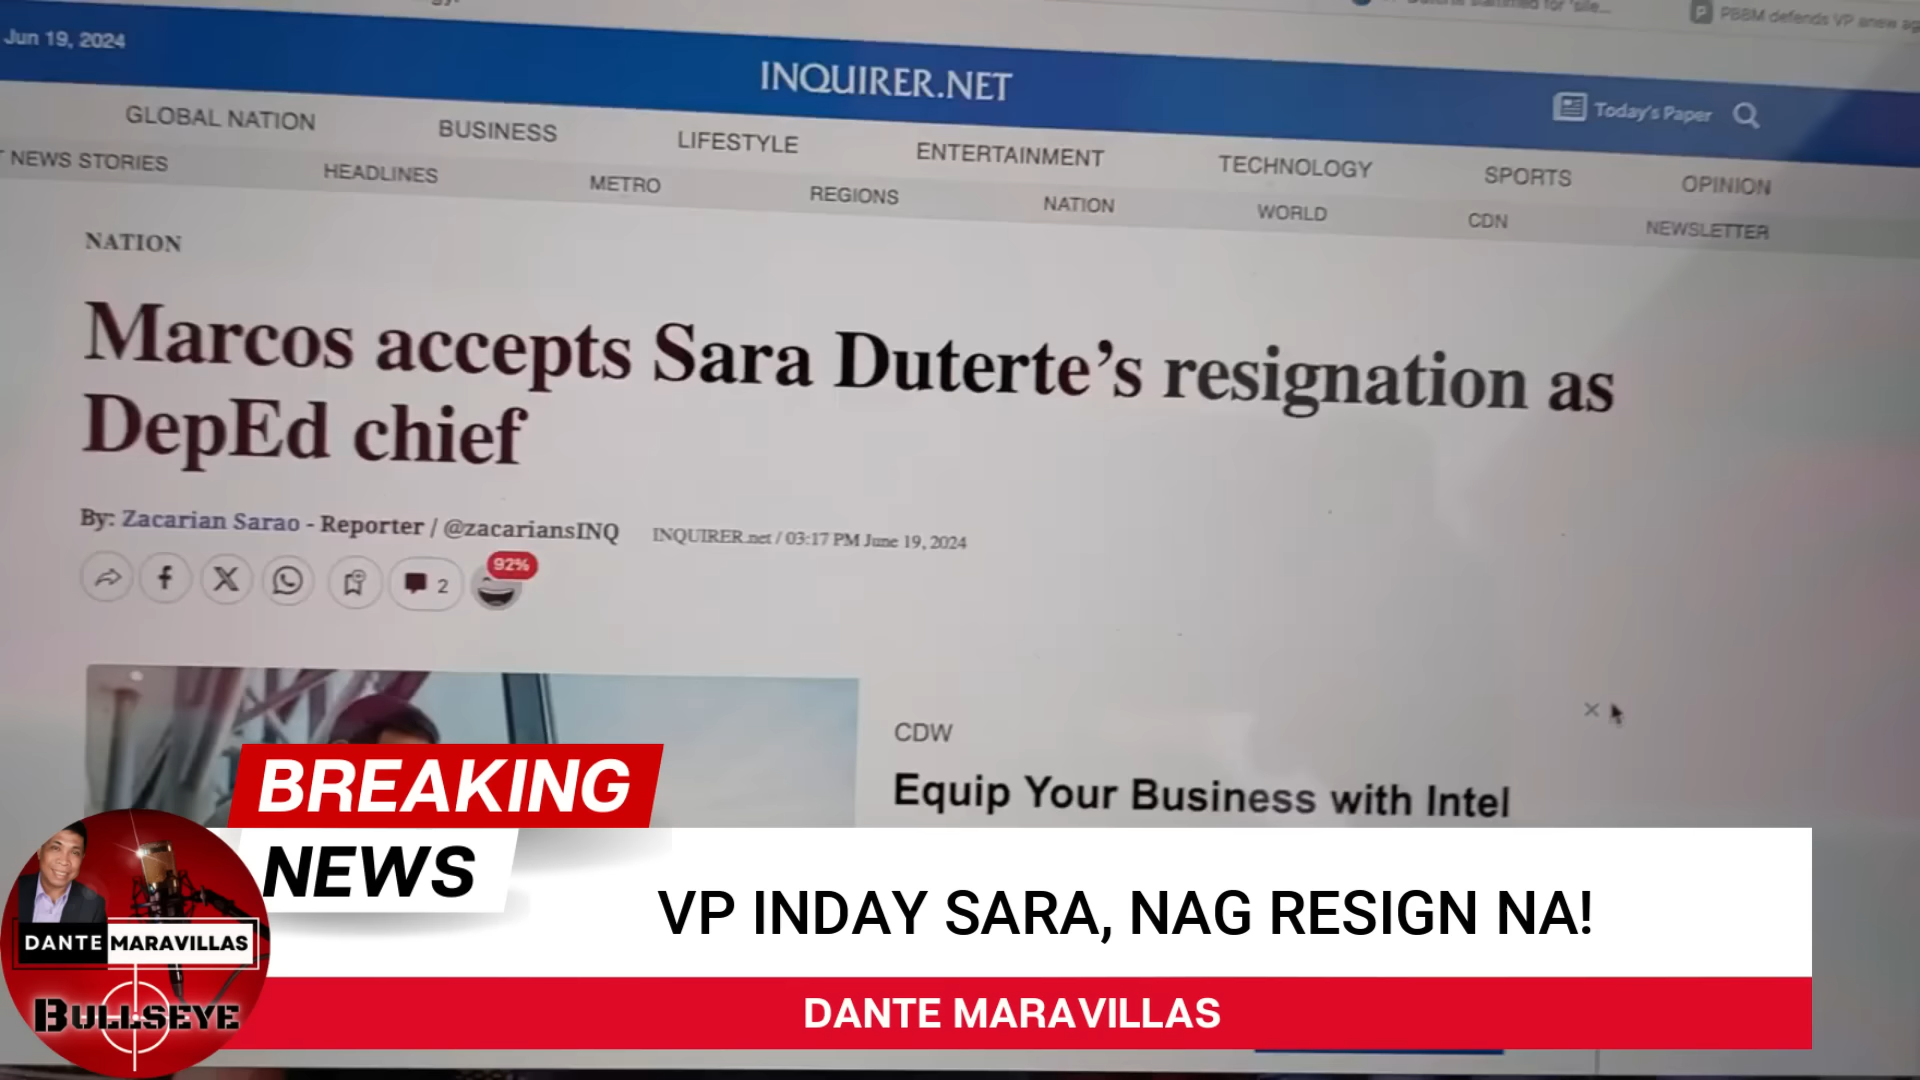 PBBM defends VP anew
Jun 19, 2024
INQUIRER.NET
Today's Paper
GLOBAL NATION BUSINESS LIFESTYLE ENTERTAINMENT TECHNOLOGY SPORTS OPINION
NEWS STORIES HEADLINES METRO REGIONS NATION WORLD CDN NEWSLETTER
NATION
Marcos accepts Sara Duterte’s resignation as
DepEd chief
By: Zacarian Sarao - Reporter / @zacariansINQ INQUIRER.net / 03:17 PM June 19, 2024
2
92%
CDW
Equip Your Business with Intel
BREAKING
NEWS
VP INDAY SARA, NAG RESIGN NA!
DANTE MARAVILLAS
DANTE MARAVILLAS
BULLSEYE